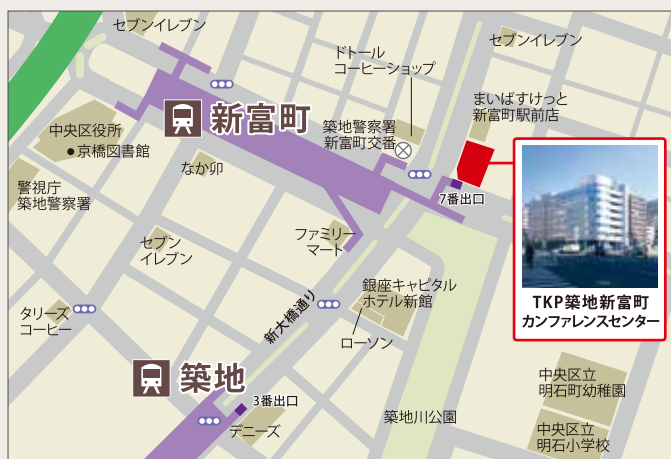 セブンイレブン
ドトール
コーヒーショップ
セブンイレブン
まいばすけっと
新富町駅前店
新富町
中央区役所
●京橋図書館
築地警察署
新富町交番
なか卯
警視庁
築地警察署
7番出口
セブン
イレブン
ファミリー
マート
TKP築地新富町
カンファレンスセンター
銀座キャピタル
ホテル新館
ローソン
新大橋通り
タリーズ
コーヒー
築地
3番出口
デニーズ
築地川公園
中央区立
明石町幼稚園
中央区立
明石小学校